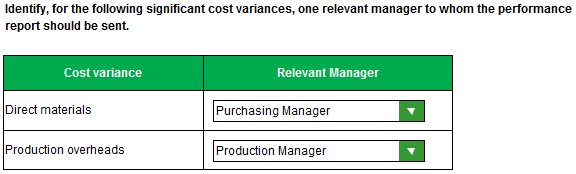 Identify, for the following significant cost variances, one relevant manager to whom the performance
report should be sent.
Cost variance
Relevant Manager
Direct materials
Purchasing Manager
Production overheads
Production Manager